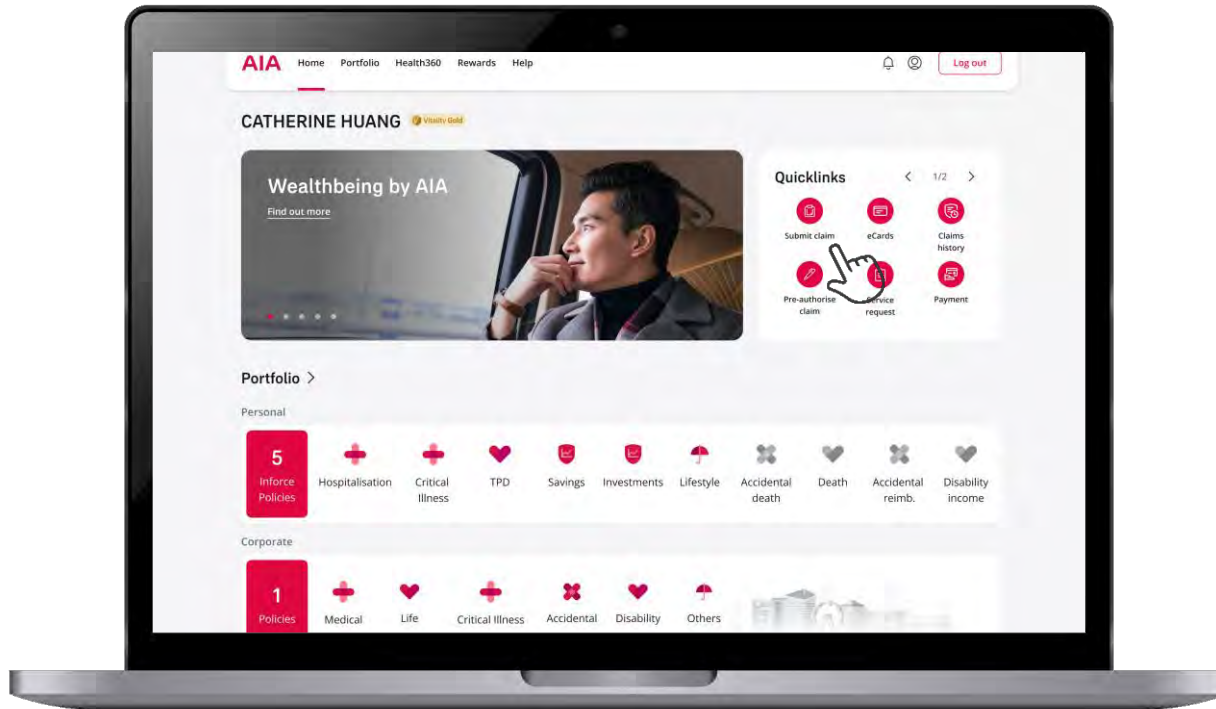 AIA Home Portfolio Health360 Rewards Help Log out
CATHERINE HUANG Vitality Gold
Wealthbeing by AIA
Find out more
Quicklinks 1/2
Submit claim eCards Claims
history
Pre-authorise Service Payment
claim request
Portfolio >
Personal
5
Inforce Hospitalisation Critical TPD Savings Investments Lifestyle Accidental Death Accidental Disability
Policies Illness death reimb. income
Corporate
1
Policies Medical Life Critical Illness Accidental Disability Others